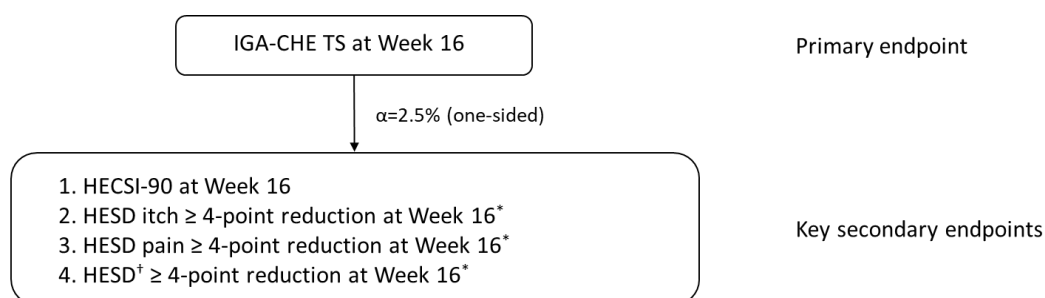 IGA-CHE TS at Week 16
Primary endpoint
α=2.5% (one-sided)
1. HECSI-90 at Week 16
2. HESD itch ≥ 4-point reduction at Week 16*
3. HESD pain ≥ 4-point reduction at Week 16*
4. HESD† ≥ 4-point reduction at Week 16*
Key secondary endpoints